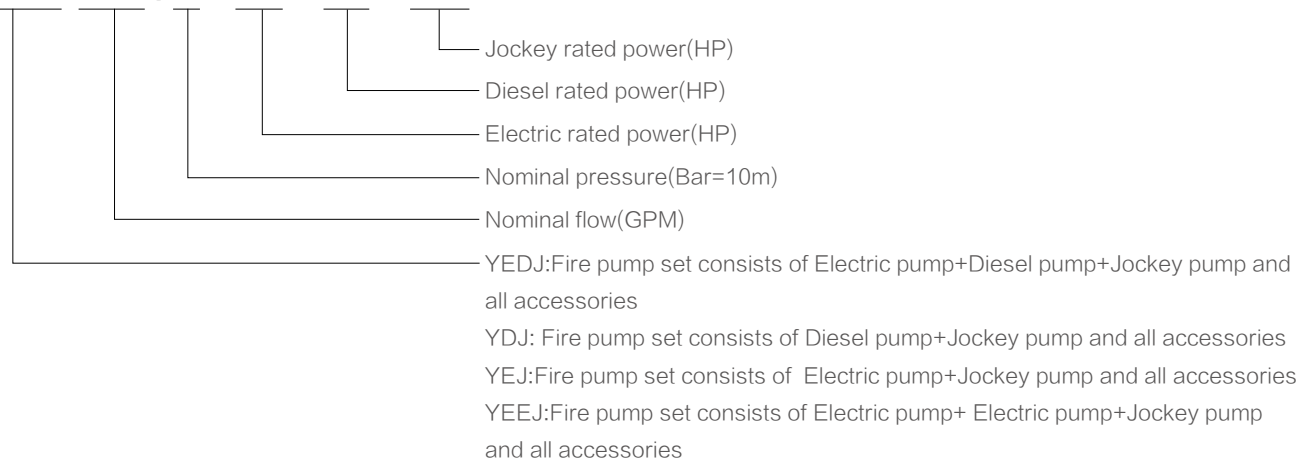 Jockey rated power(HP)
Diesel rated power(HP)
Electric rated power(HP)
Nominal pressure(Bar=10m)
Nominal flow(GPM)
YEDJ:Fire pump set consists of Electric pump+Diesel pump+Jockey pump and
all accessories
YDJ: Fire pump set consists of Diesel pump+Jockey pump and all accessories
YEJ:Fire pump set consists of Electric pump+Jockey pump and all accessories
YEEJ:Fire pump set consists of Electric pump+ Electric pump+Jockey pump
and all accessories